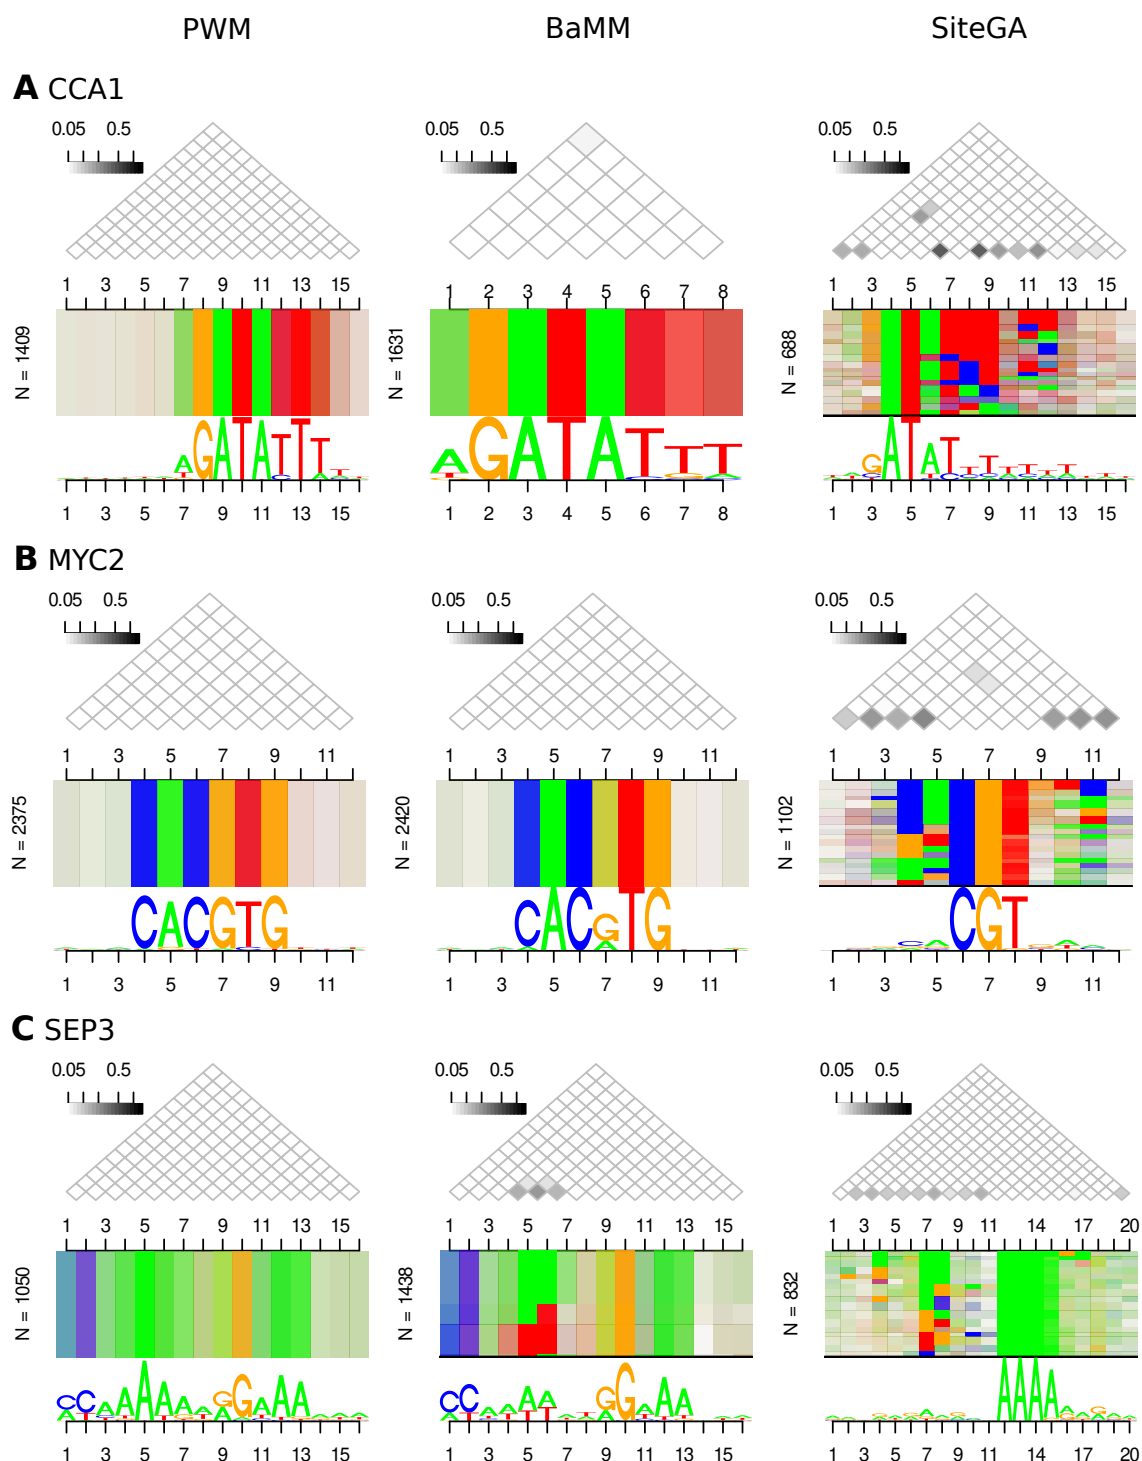 PWM BaMM SiteGA
A CCA1
0.05 0.5 0.05 0.5 0.05 0.5
1 3 5 7 9 11 13 15 1 2 3 4 5 6 7 8 1 3 5 7 9 11 13 15
N = 1409 N = 1631 N = 688
AGATATTT AGATATTT GATAT
1 3 5 7 9 11 13 15 1 2 3 4 5 6 7 8 1 3 5 7 9 11 13 15
B MYC2
0.05 0.5 0.05 0.5 0.05 0.5
1 3 5 7 9 11 1 3 5 7 9 11 1 3 5 7 9 11
N = 2375 N = 2420 N = 1102
CACGTG CACGTG CGT
1 3 5 7 9 11 1 3 5 7 9 11 1 3 5 7 9 11
C SEP3
0.05 0.5 0.05 0.5 0.05 0.5
1 3 5 7 9 11 13 15 1 3 5 7 9 11 13 15 1 3 5 7 9 11 14 17 20
N = 1050 N = 1438 N = 832
AAAA
1 3 5 7 9 11 13 15 1 3 5 7 9 11 13 15 1 3 5 7 9 11 14 17 20